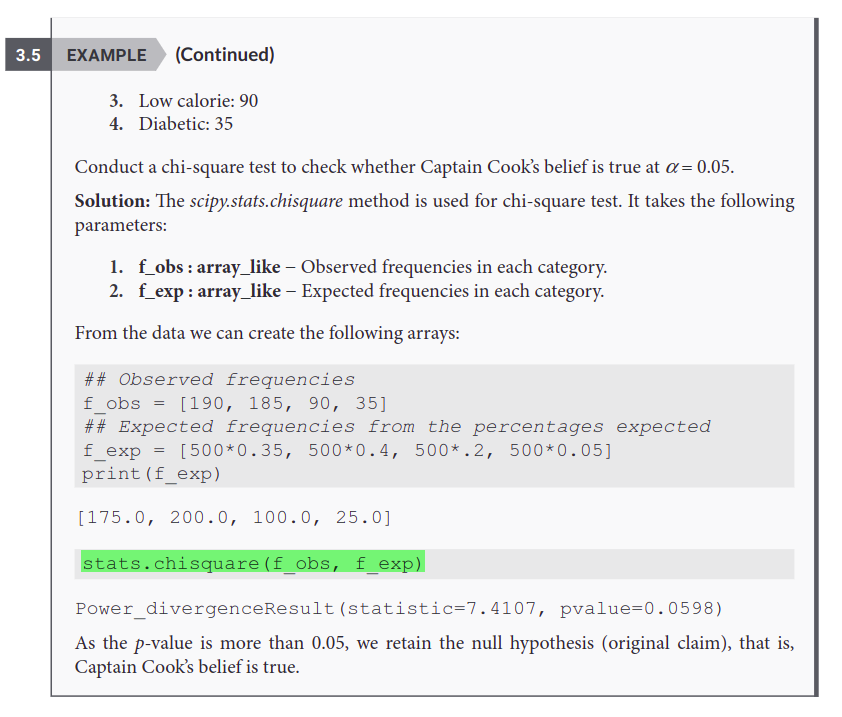 3.5 EXAMPLE (Continued)
3. Low calorie: 90
4. Diabetic: 35
Conduct a chi-square test to check whether Captain Cook’s belief is true at α = 0.05.
Solution: The scipy.stats.chisquare method is used for chi-square test. It takes the following
parameters:
1. f_obs : array_like – Observed frequencies in each category.
2. f_exp : array_like – Expected frequencies in each category.
From the data we can create the following arrays:
## Observed frequencies
f_obs = [190, 185, 90, 35]
## Expected frequencies from the percentages expected
f_exp = [500*0.35, 500*0.4, 500*.2, 500*0.05]
print(f_exp)
[175.0, 200.0, 100.0, 25.0]
stats.chisquare(f_obs, f_exp)
Power_divergenceResult(statistic=7.4107, pvalue=0.0598)
As the p-value is more than 0.05, we retain the null hypothesis (original claim), that is,
Captain Cook’s belief is true.